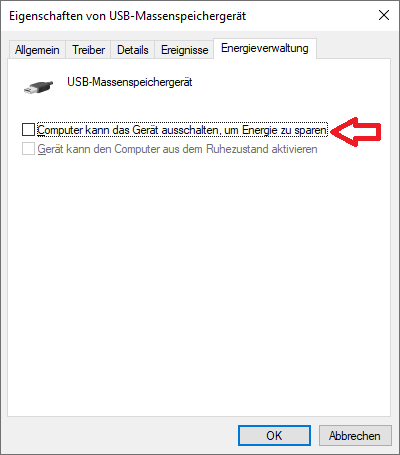 Eigenschaften von USB-Massenspeichergerät
Allgemein Treiber Details Ereignisse Energieverwaltung
USB-Massenspeichergerät
Computer kann das Gerät ausschalten, um Energie zu sparen
Gerät kann den Computer aus dem Ruhezustand aktivieren
OK Abbrechen